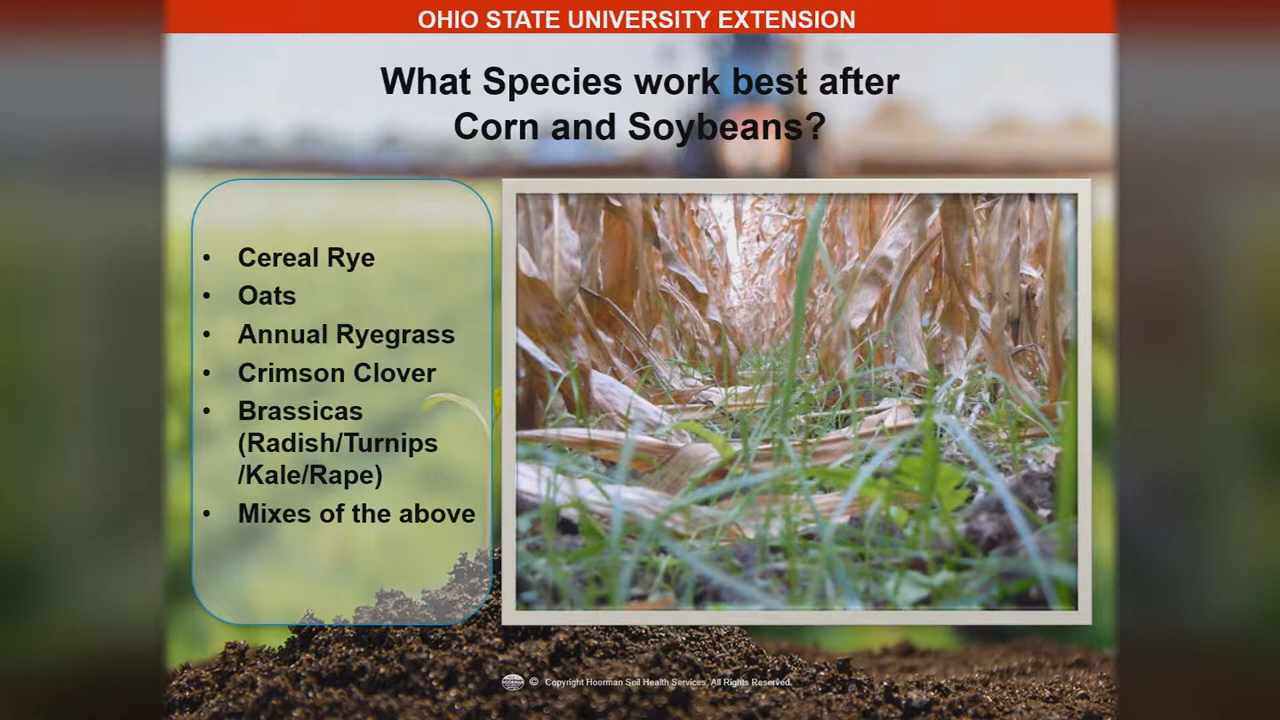 OHIO STATE UNIVERSITY EXTENSION
What Species work best after
Corn and Soybeans?
• Cereal Rye
• Oats
• Annual Ryegrass
• Crimson Clover
• Brassicas
(Radish/Turnips
/Kale/Rape)
• Mixes of the above
HOORMAN © Copyright Hoorman Soil Health Services, All Rights Reserved.